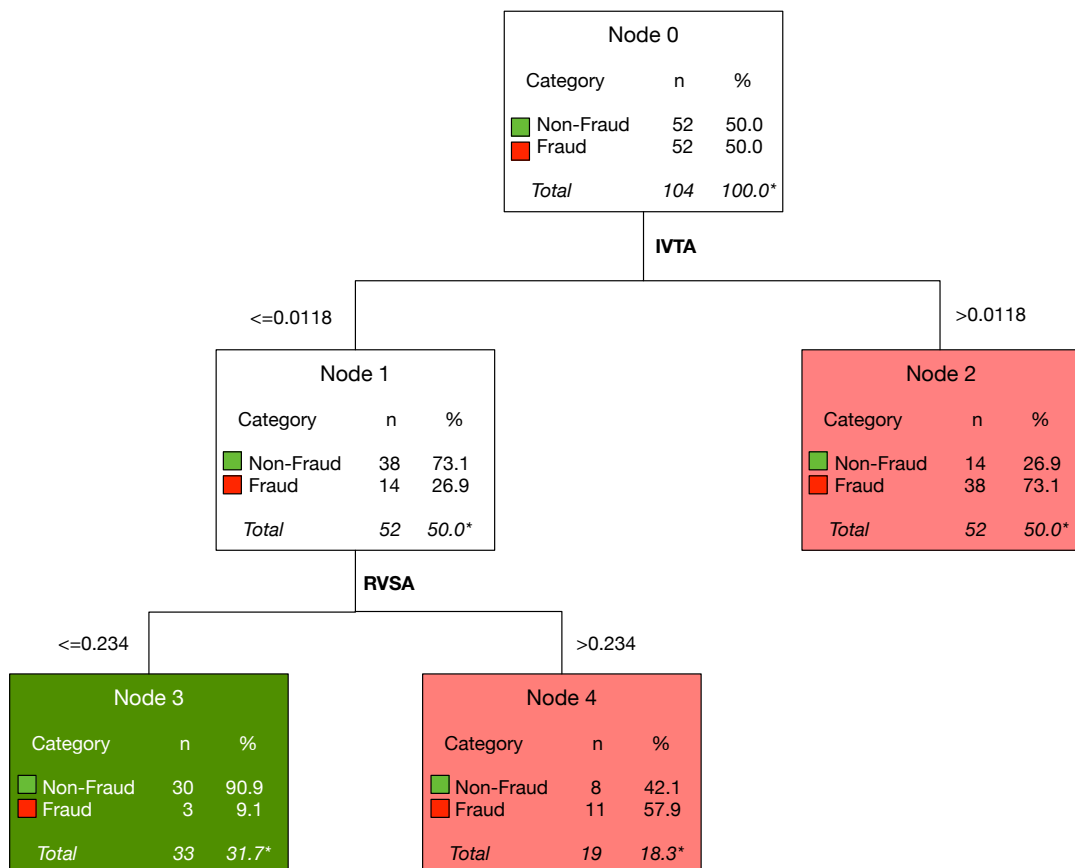 Node 0
Category n %
Non-Fraud 52 50.0
Fraud 52 50.0
Total 104 100.0*
IVTA
<=0.0118
>0.0118
Node 1
Category n %
Non-Fraud 38 73.1
Fraud 14 26.9
Total 52 50.0*
Node 2
Category n %
Non-Fraud 14 26.9
Fraud 38 73.1
Total 52 50.0*
RVSA
<=0.234
>0.234
Node 3
Category n %
Non-Fraud 30 90.9
Fraud 3 9.1
Total 33 31.7*
Node 4
Category n %
Non-Fraud 8 42.1
Fraud 11 57.9
Total 19 18.3*